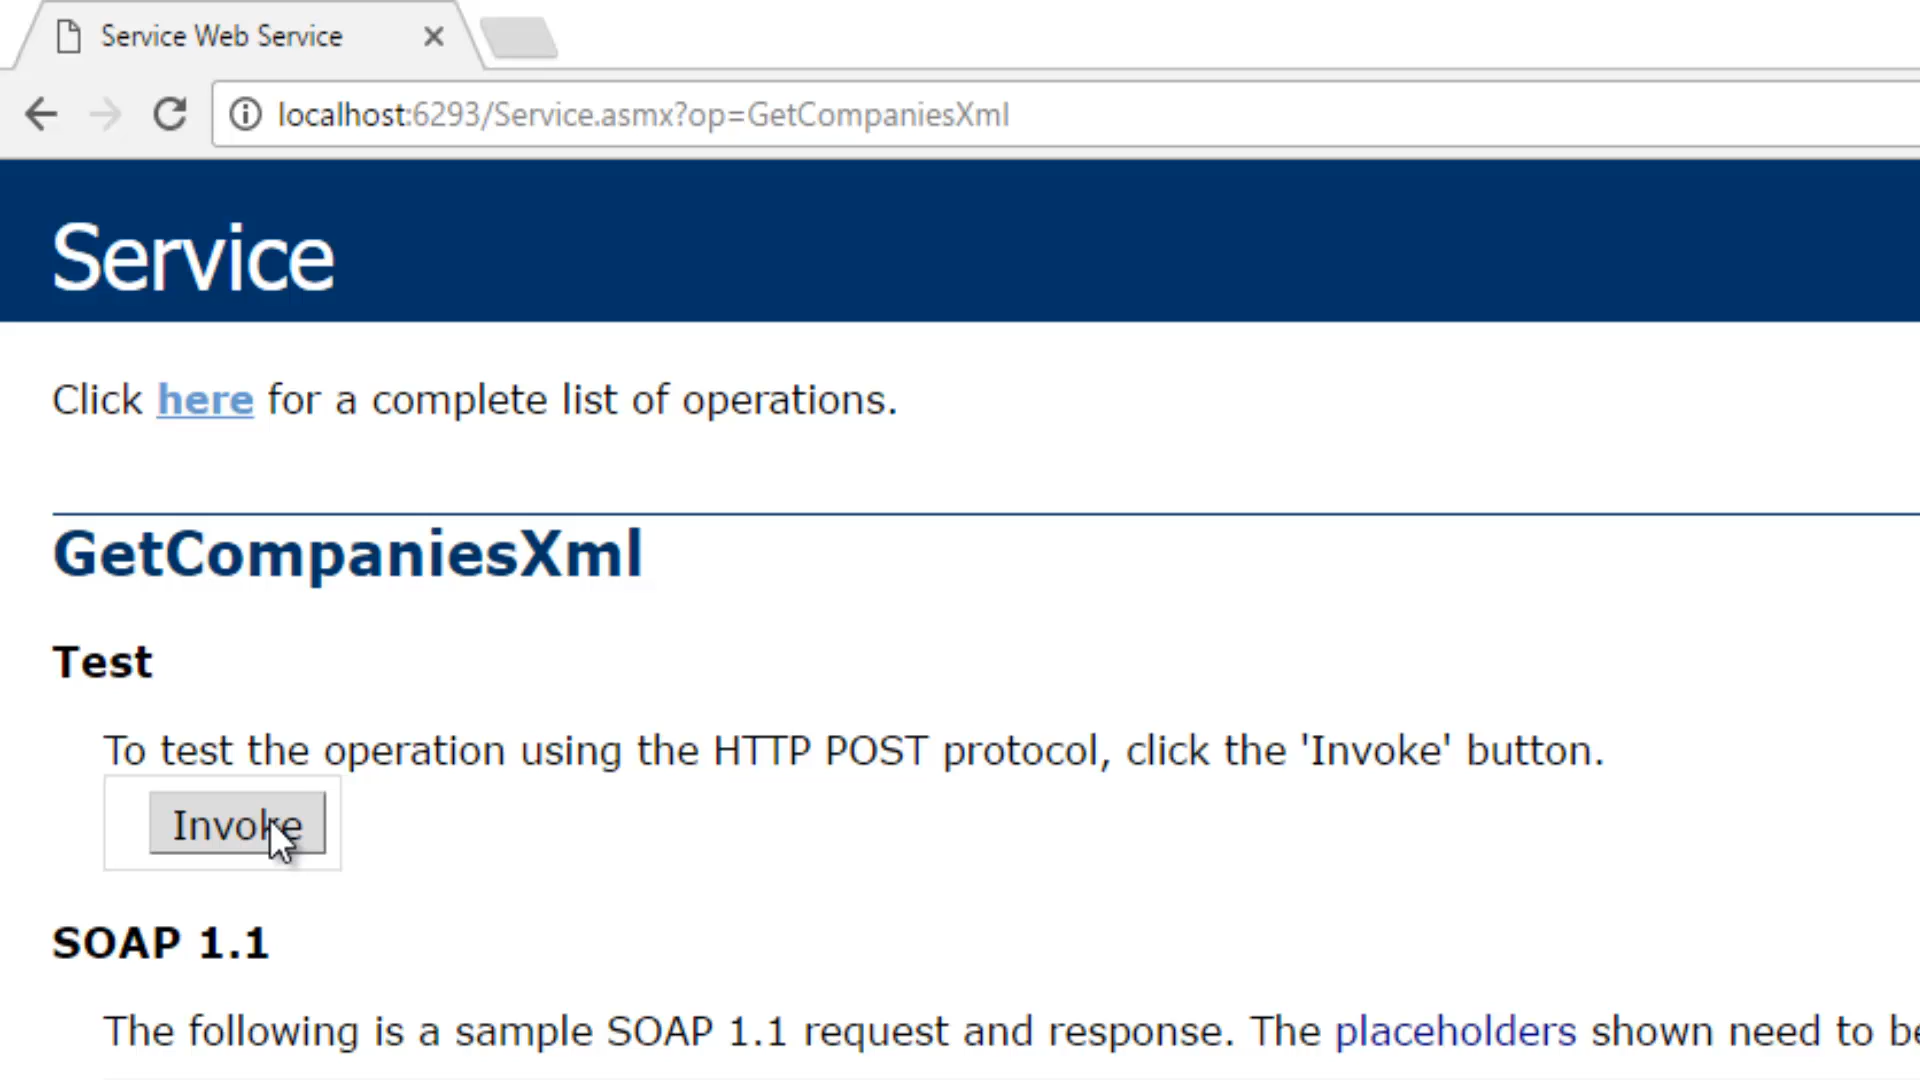 Service Web Service
localhost:6293/Service.asmx?op=GetCompaniesXml
Service
Click here for a complete list of operations.
GetCompaniesXml
Test
To test the operation using the HTTP POST protocol, click the 'Invoke' button.
Invoke
SOAP 1.1
The following is a sample SOAP 1.1 request and response. The placeholders shown need to be